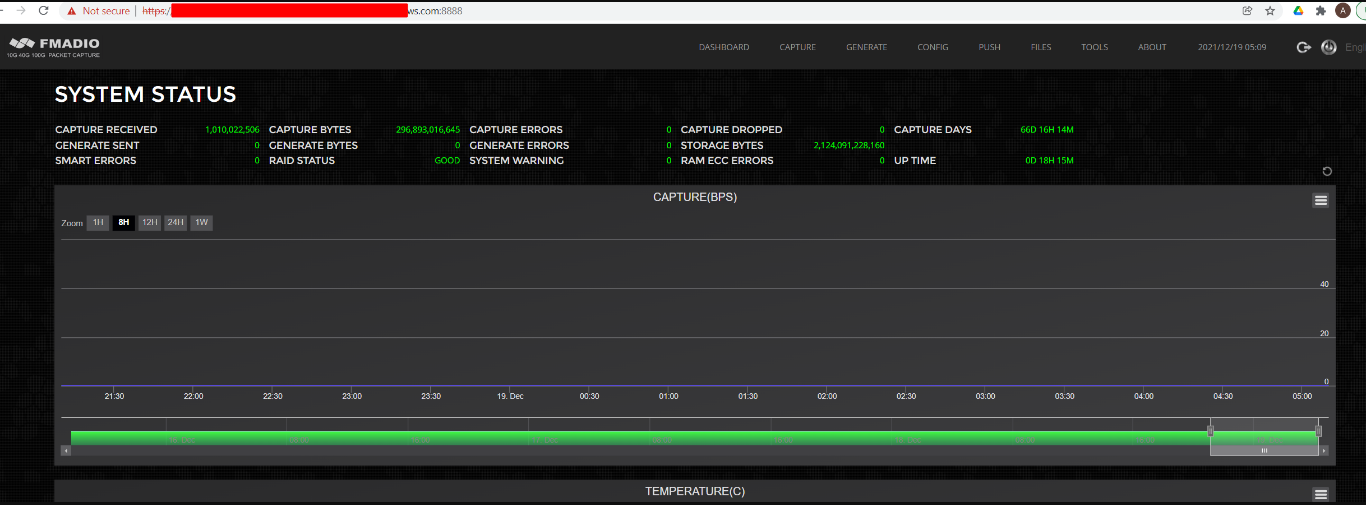 Not secure | https:/ ws.com:8888 A
FMADIO
10G 40G 100G PACKET CAPTURE
DASHBOARD CAPTURE GENERATE CONFIG PUSH FILES TOOLS ABOUT 2021/12/19 05:09 Engl
SYSTEM STATUS
CAPTURE RECEIVED 1,010,022,506 CAPTURE BYTES 296,893,016,645 CAPTURE ERRORS 0 CAPTURE DROPPED 0 CAPTURE DAYS 66D 16H 14M
GENERATE SENT 0 GENERATE BYTES 0 GENERATE ERRORS 0 STORAGE BYTES 2,124,091,228,160
SMART ERRORS 0 RAID STATUS GOOD SYSTEM WARNING 0 RAM ECC ERRORS 0 UP TIME 0D 18H 15M
CAPTURE(BPS)
Zoom 1H 8H 12H 24H 1W
40
20
0
21:30 22:00 22:30 23:00 23:30 19. Dec 00:30 01:00 01:30 02:00 02:30 03:00 03:30 04:00 04:30 05:00
TEMPERATURE(C)